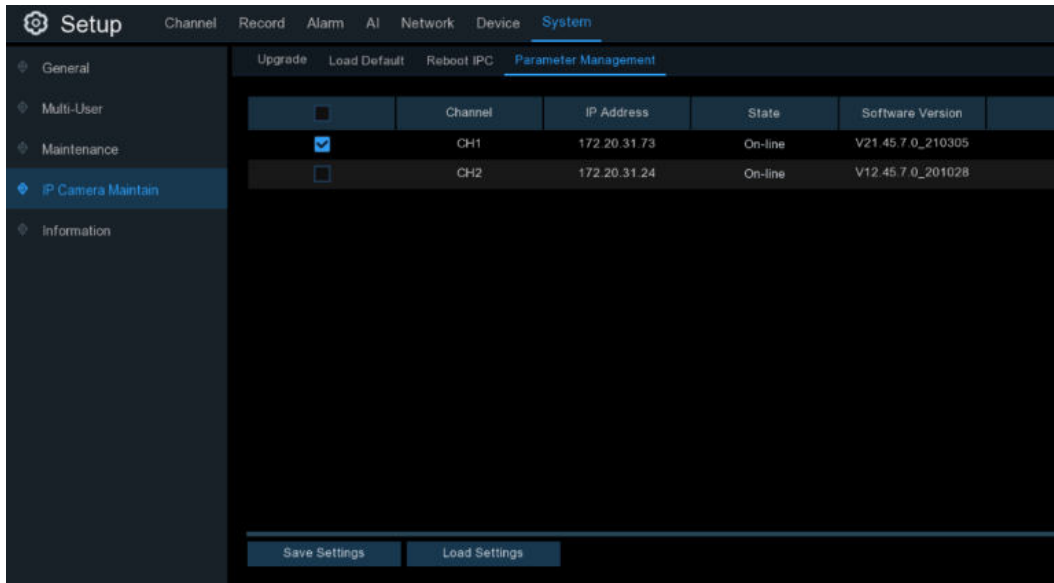 Setup Channel Record Alarm AI Network Device System
General
Multi-User
Maintenance
IP Camera Maintain
Information
Upgrade Load Default Reboot IPC Parameter Management
Channel IP Address State Software Version
CH1 172.20.31.73 On-line V21.45.7.0_210305
CH2 172.20.31.24 On-line V12.45.7.0_201028
Save Settings Load Settings